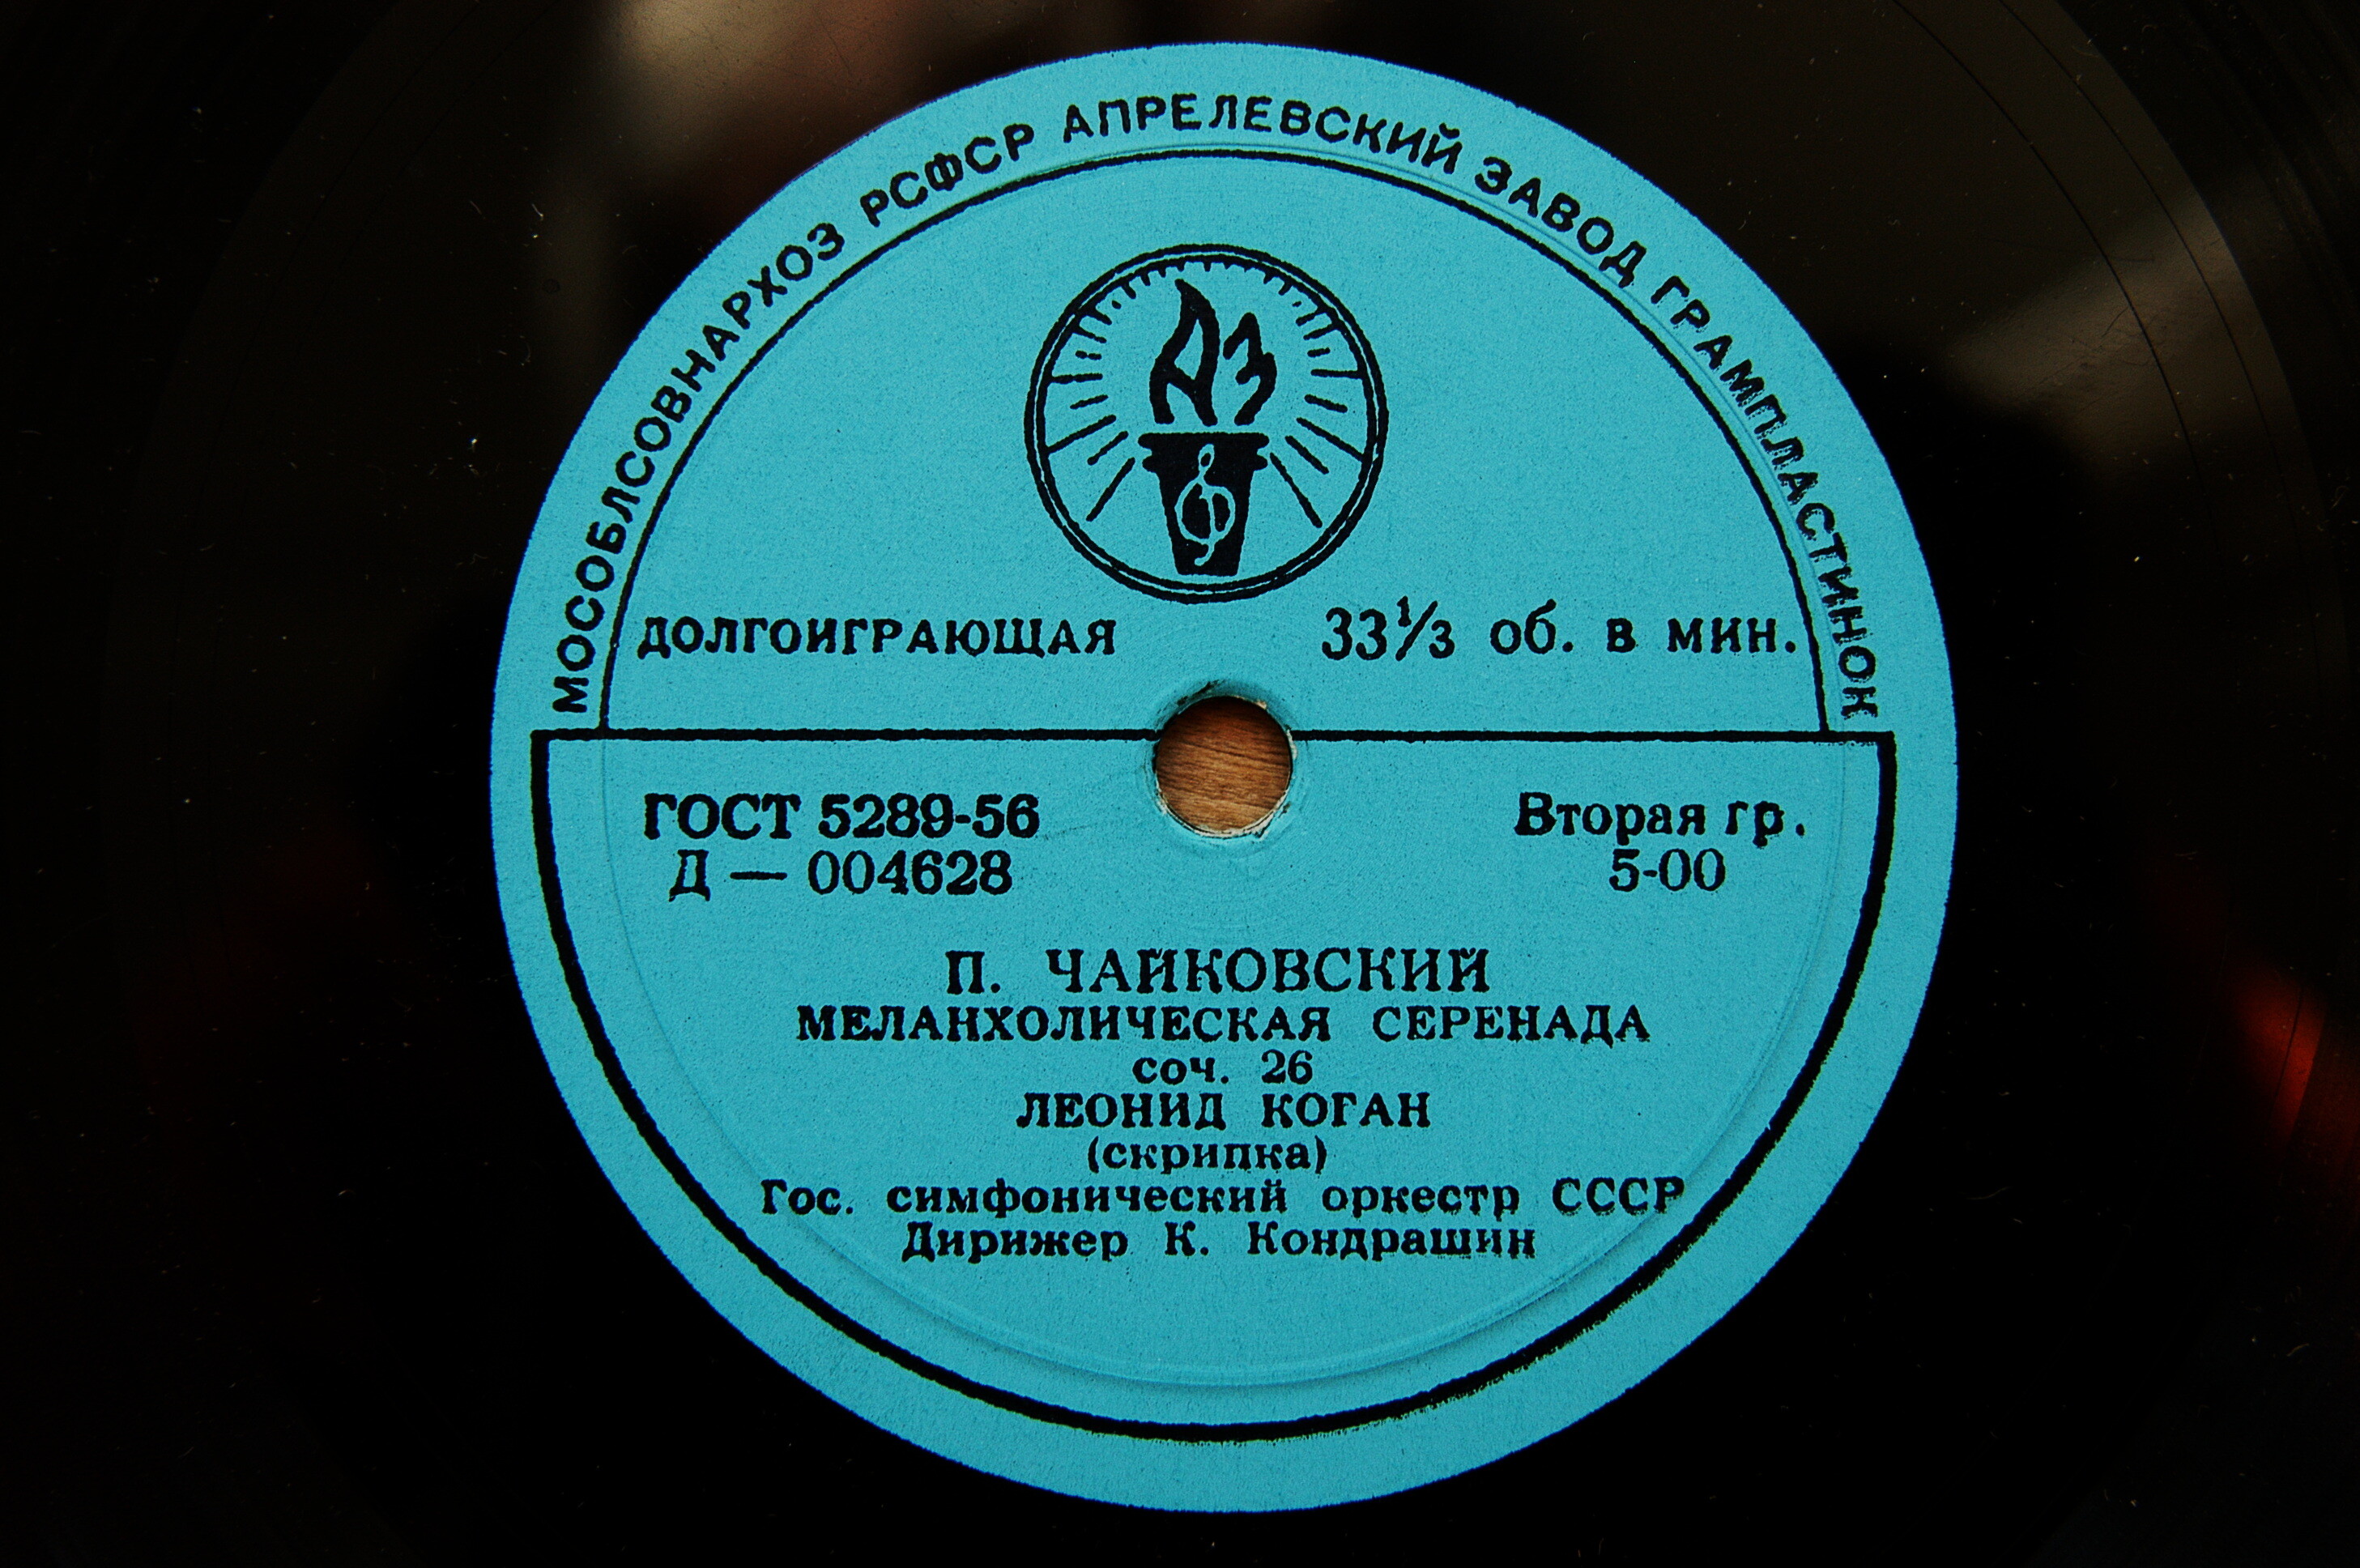 МОСОБЛСОВНАРХОЗ РСФСР АПРЕЛЕВСКИЙ ЗАВОД ГРАМПЛАСТИНОК
АЗ
ДОЛГОИГРАЮЩАЯ 33⅓ об. в мин.
ГОСТ 5289-56 Вторая гр.
Д — 004628 5-00
П. ЧАЙКОВСКИЙ
МЕЛАНХОЛИЧЕСКАЯ СЕРЕНАДА
соч. 26
ЛЕОНИД КОГАН
(скрипка)
Гос. симфонический оркестр СССР
Дирижер К. Кондрашин